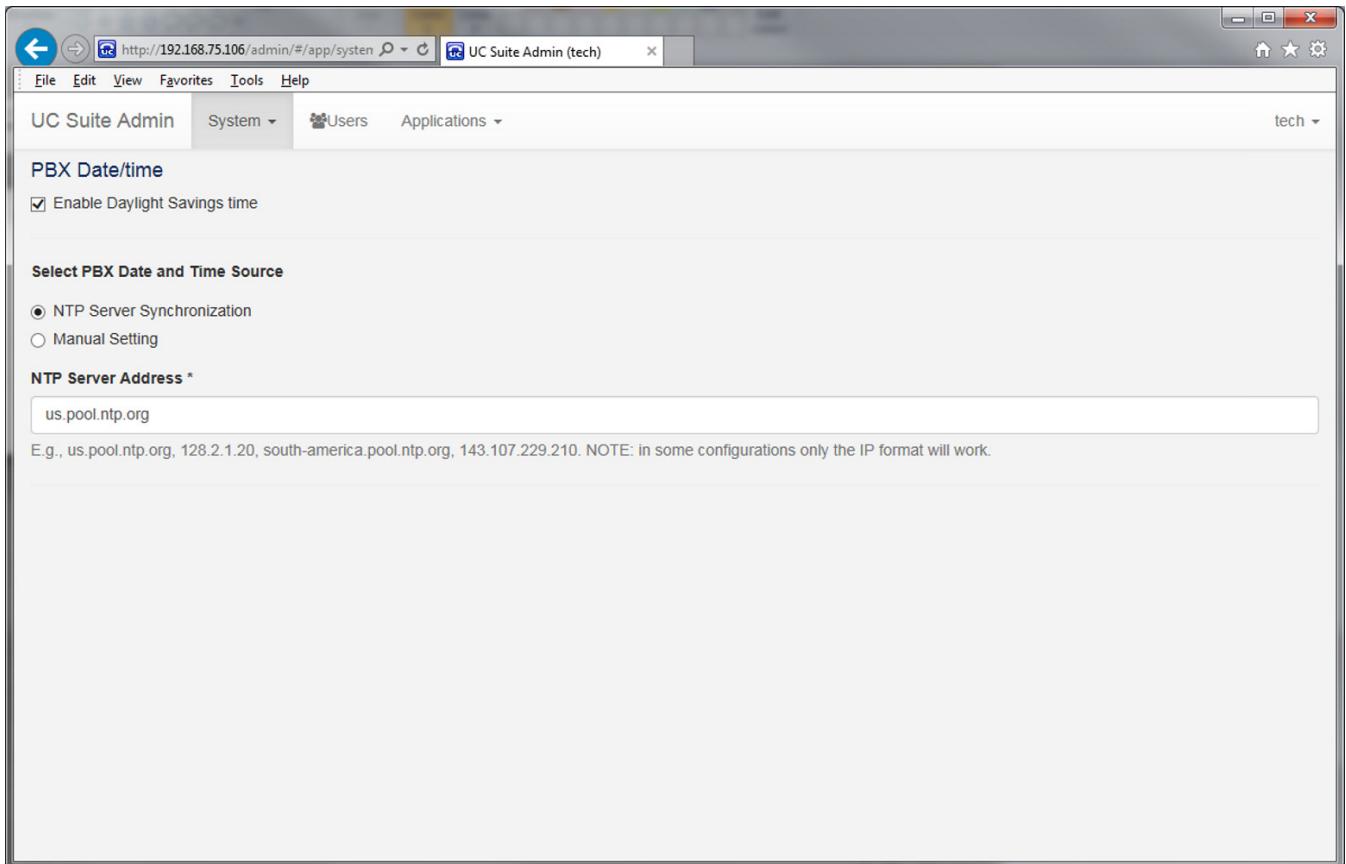 http://192.168.75.106/admin/#/app/system
UC Suite Admin (tech)
File Edit View Favorites Tools Help
UC Suite Admin System Users Applications tech
PBX Date/time
Enable Daylight Savings time
Select PBX Date and Time Source
NTP Server Synchronization
Manual Setting
NTP Server Address *
us.pool.ntp.org
E.g., us.pool.ntp.org, 128.2.1.20, south-america.pool.ntp.org, 143.107.229.210. NOTE: in some configurations only the IP format will work.